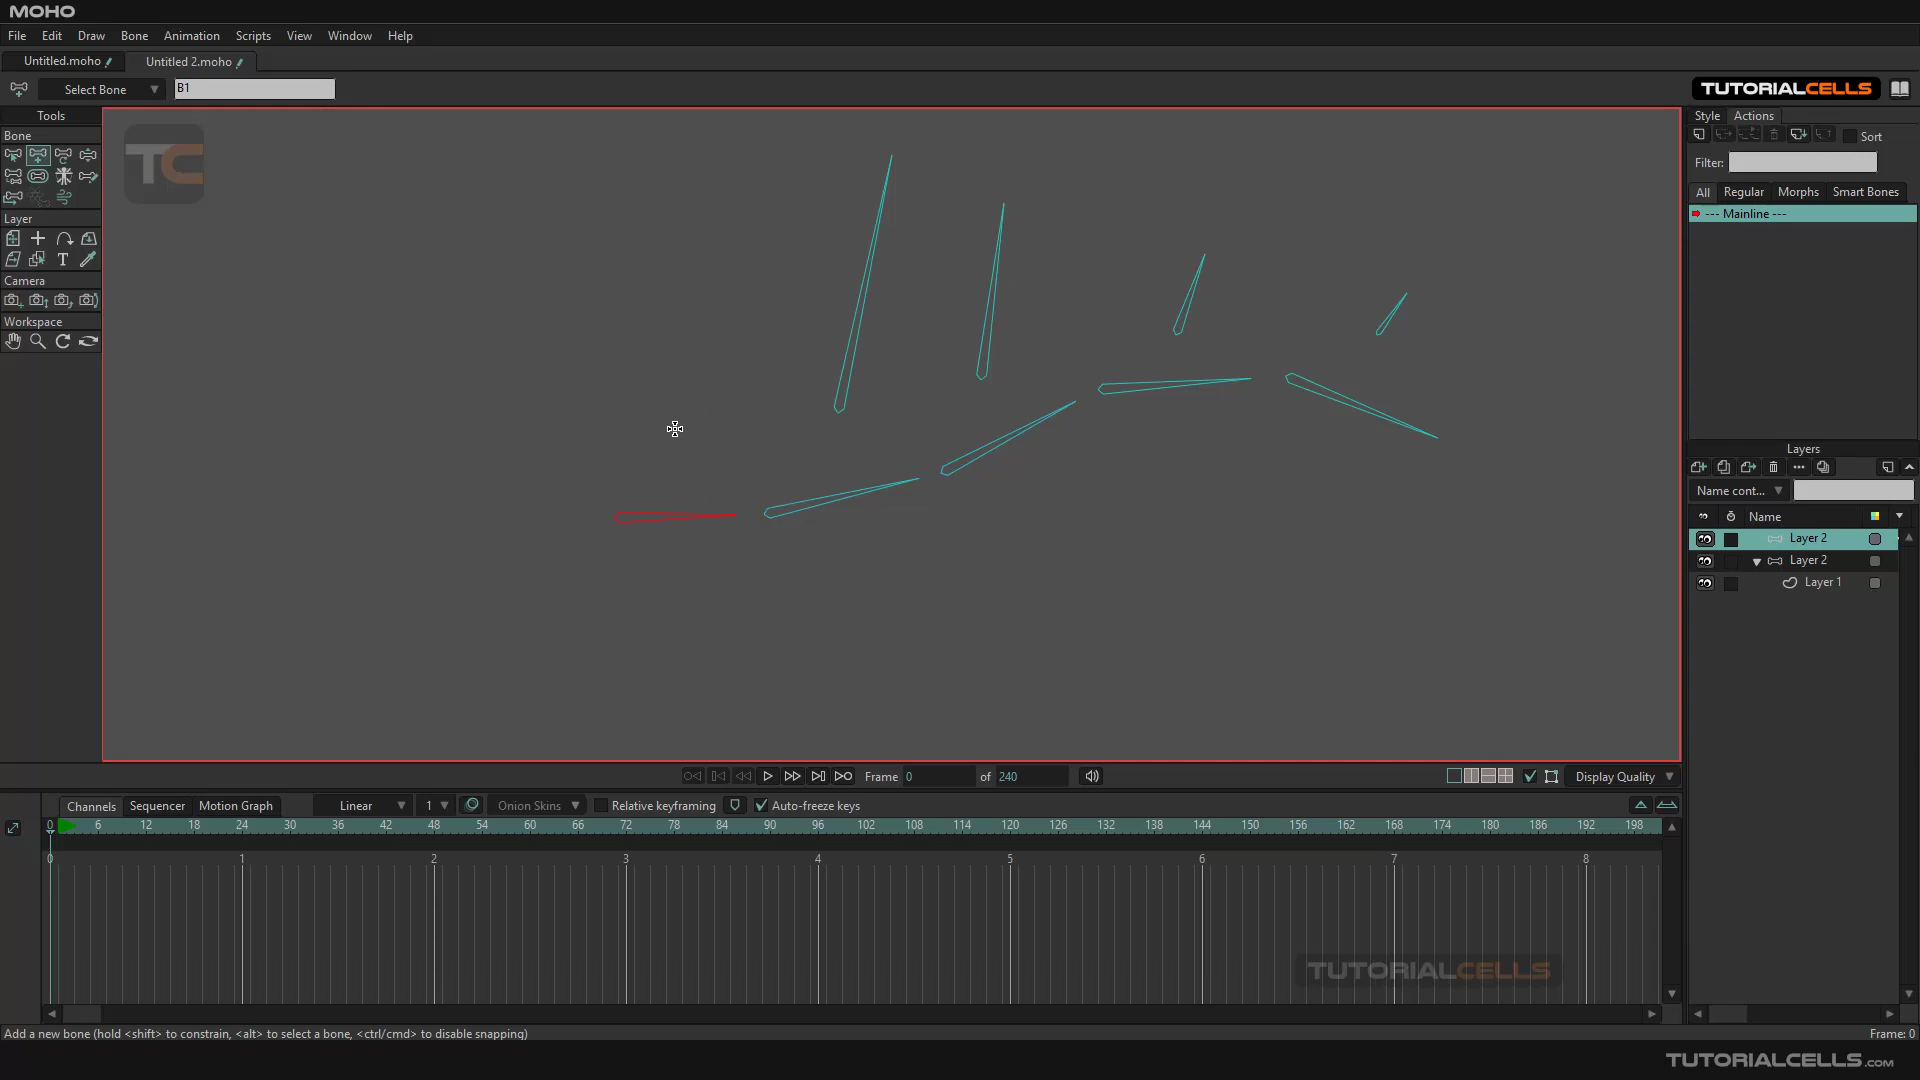 MOHO
File Edit Draw Bone Animation Scripts View Window Help
Untitled.moho Untitled 2.moho
Select Bone B1 TUTORIALCELLS
Tools Style Actions
Bone
Sort
Filter:
All Regular Morphs Smart Bones
--- Mainline ---
TC
Layer
T
Camera
Workspace
Layers
Name cont...
Name
Layer 2
Layer 2
Layer 1
Frame 0 of 240 Display Quality
Channels Sequencer Motion Graph Linear 1 Onion Skins Relative keyframing Auto-freeze keys
0 6 12 18 24 30 36 42 48 54 60 66 72 78 84 90 96 102 108 114 120 126 132 138 144 150 156 162 168 174 180 186 192 198
0 1 2 3 4 5 6 7 8
TUTORIALCELLS
Add a new bone (hold <shift> to constrain, <alt> to select a bone, <ctrl/cmd> to disable snapping) Frame: 0
TUTORIALCELLS.COM